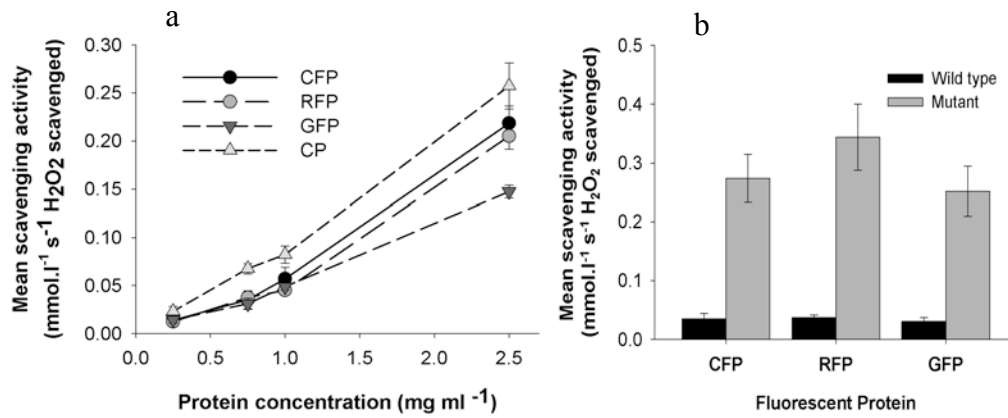 a
Mean scavenging activity
(mmol.l⁻¹ s⁻¹ H₂O₂ scavenged)
0.30
0.25
0.20
0.15
0.10
0.05
0.00
CFP
RFP
GFP
CP
0.0
0.5
1.0
1.5
2.0
2.5
Protein concentration (mg ml ⁻¹)
b
Mean scavenging activity
(mmol.l⁻¹ s⁻¹ H₂O₂ scavenged)
0.5
0.4
0.3
0.2
0.1
0.0
Wild type
Mutant
CFP
RFP
GFP
Fluorescent Protein